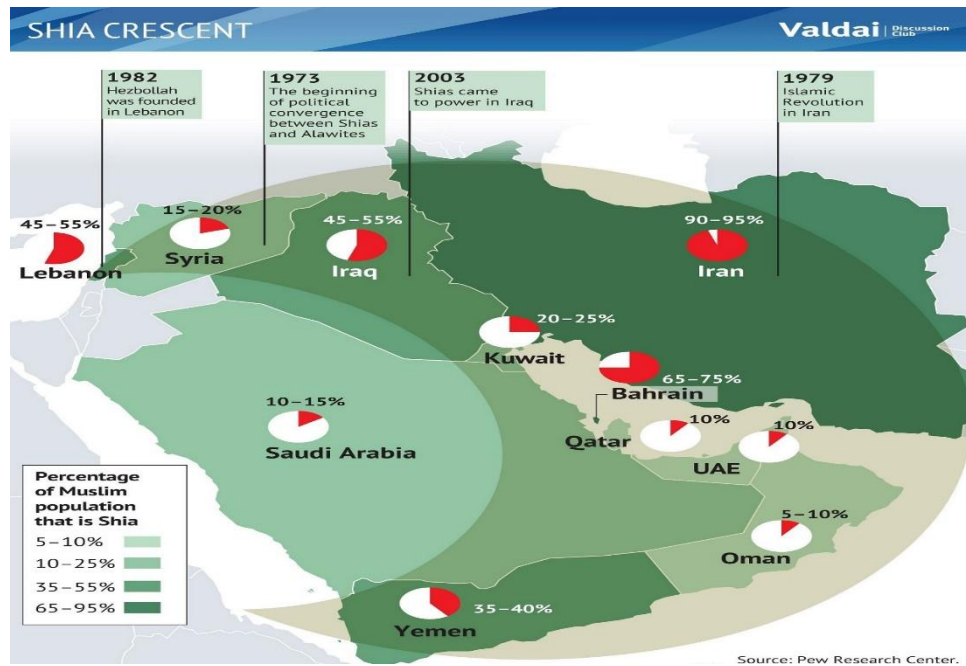 SHIA CRESCENT
Valdai Discussion Club
1982
Hezbollah
was founded
in Lebanon
1973
The beginning
of political
convergence
between Shias
and Alawites
2003
Shias came
to power in Iraq
1979
Islamic
Revolution
in Iran
45–55%
Lebanon
15–20%
Syria
45–55%
Iraq
90–95%
Iran
20–25%
Kuwait
65–75%
Bahrain
10–15%
Saudi Arabia
Qatar
10%
UAE
10%
5–10%
Oman
35–40%
Yemen
Percentage
of Muslim
population
that is Shia
5–10%
10–25%
35–55%
65–95%
Source: Pew Research Center.